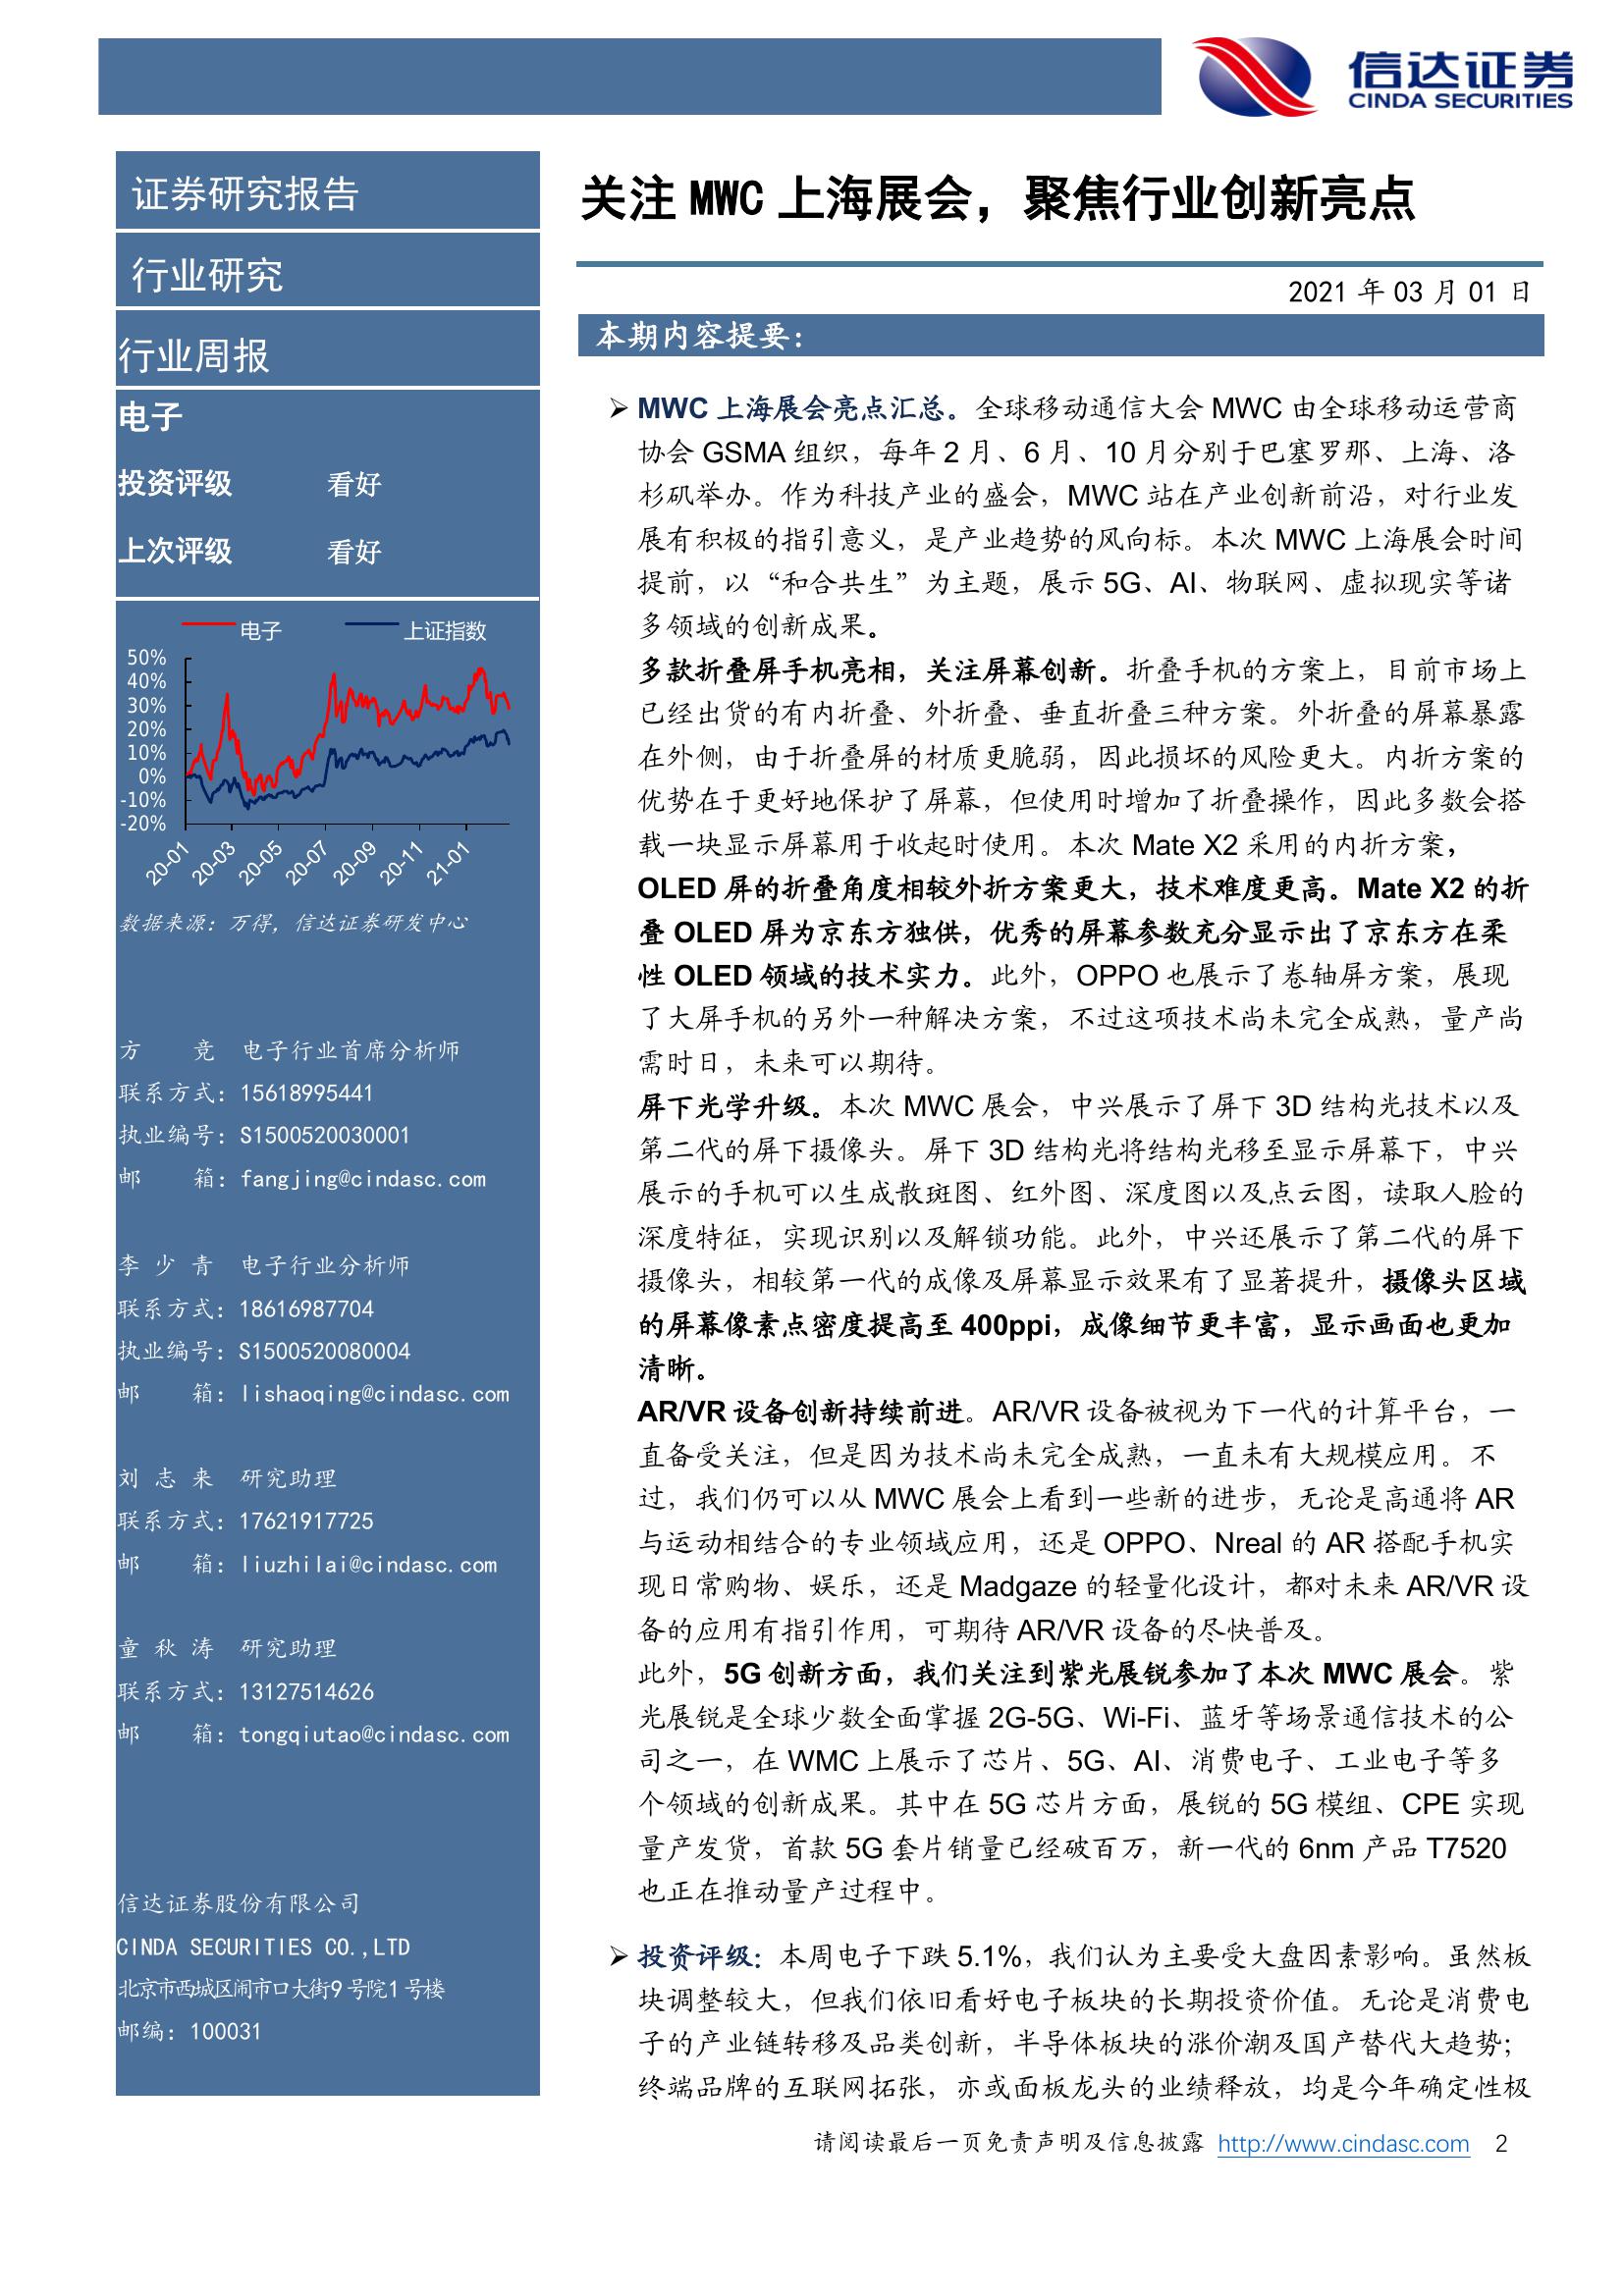 信达证券
CINDA SECURITIES
证券研究报告
行业研究
行业周报
电子
投资评级 看好
上次评级 看好
电子 上证指数
50%
40%
30%
20%
10%
0%
-10%
-20%
20-01 20-03 20-05 20-07 20-09 20-11 21-01
数据来源：万得，信达证券研发中心
方 竞 电子行业首席分析师
联系方式：15618995441
执业编号：S1500520030001
邮 箱：fangjing@cindasc.com
李 少 青 电子行业分析师
联系方式：18616987704
执业编号：S1500520080004
邮 箱：lishaoqing@cindasc.com
刘 志 来 研究助理
联系方式：17621917725
邮 箱：liuzhilai@cindasc.com
童 秋 涛 研究助理
联系方式：13127514626
邮 箱：tongqiutao@cindasc.com
信达证券股份有限公司
CINDA SECURITIES CO.,LTD
北京市西城区闹市口大街9号院1号楼
邮编：100031
关注 MWC 上海展会，聚焦行业创新亮点
2021 年 03 月 01 日
本期内容提要：
➢ MWC 上海展会亮点汇总。全球移动通信大会 MWC 由全球移动运营商
协会 GSMA 组织，每年 2 月、6 月、10 月分别于巴塞罗那、上海、洛
杉矶举办。作为科技产业的盛会，MWC 站在产业创新前沿，对行业发
展有积极的指引意义，是产业趋势的风向标。本次 MWC 上海展会时间
提前，以“和合共生”为主题，展示 5G、AI、物联网、虚拟现实等诸
多领域的创新成果。
多款折叠屏手机亮相，关注屏幕创新。折叠手机的方案上，目前市场上
已经出货的有内折叠、外折叠、垂直折叠三种方案。外折叠的屏幕暴露
在外侧，由于折叠屏的材质更脆弱，因此损坏的风险更大。内折方案的
优势在于更好地保护了屏幕，但使用时增加了折叠操作，因此多数会搭
载一块显示屏幕用于收起时使用。本次 Mate X2 采用的内折方案，
OLED 屏的折叠角度相较外折方案更大，技术难度更高。Mate X2 的折
叠 OLED 屏为京东方独供，优秀的屏幕参数充分显示出了京东方在柔
性 OLED 领域的技术实力。此外，OPPO 也展示了卷轴屏方案，展现
了大屏手机的另外一种解决方案，不过这项技术尚未完全成熟，量产尚
需时日，未来可以期待。
屏下光学升级。本次 MWC 展会，中兴展示了屏下 3D 结构光技术以及
第二代的屏下摄像头。屏下 3D 结构光将结构光移至显示屏幕下，中兴
展示的手机可以生成散斑图、红外图、深度图以及点云图，读取人脸的
深度特征，实现识别以及解锁功能。此外，中兴还展示了第二代的屏下
摄像头，相较第一代的成像及屏幕显示效果有了显著提升，摄像头区域
的屏幕像素点密度提高至 400ppi，成像细节更丰富，显示画面也更加
清晰。
AR/VR 设备创新持续前进。AR/VR 设备被视为下一代的计算平台，一
直备受关注，但是因为技术尚未完全成熟，一直未有大规模应用。不
过，我们仍可以从 MWC 展会上看到一些新的进步，无论是高通将 AR
与运动相结合的专业领域应用，还是 OPPO、Nreal 的 AR 搭配手机实
现日常购物、娱乐，还是 Madgaze 的轻量化设计，都对未来 AR/VR 设
备的应用有指引作用，可期待 AR/VR 设备的尽快普及。
此外，5G 创新方面，我们关注到紫光展锐参加了本次 MWC 展会。紫
光展锐是全球少数全面掌握 2G-5G、Wi-Fi、蓝牙等场景通信技术的公
司之一，在 WMC 上展示了芯片、5G、AI、消费电子、工业电子等多
个领域的创新成果。其中在 5G 芯片方面，展锐的 5G 模组、CPE 实现
量产发货，首款 5G 套片销量已经破百万，新一代的 6nm 产品 T7520
也正在推动量产过程中。
➢ 投资评级：本周电子下跌 5.1%，我们认为主要受大盘因素影响。虽然板
块调整较大，但我们依旧看好电子板块的长期投资价值。无论是消费电
子的产业链转移及品类创新，半导体板块的涨价潮及国产替代大趋势；
终端品牌的互联网拓张，亦或面板龙头的业绩释放，均是今年确定性极
请阅读最后一页免责声明及信息披露 http://www.cindasc.com 2